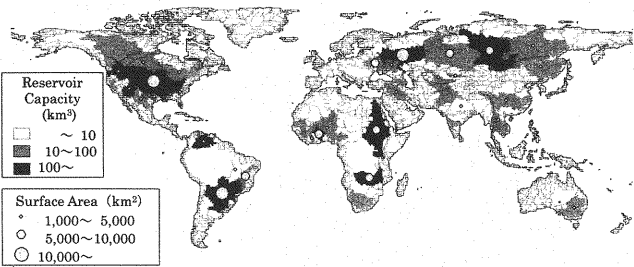 Reservoir
Capacity
(km³)
～ 10
10～100
100～
Surface Area (km²)
1,000～ 5,000
5,000～10,000
10,000～